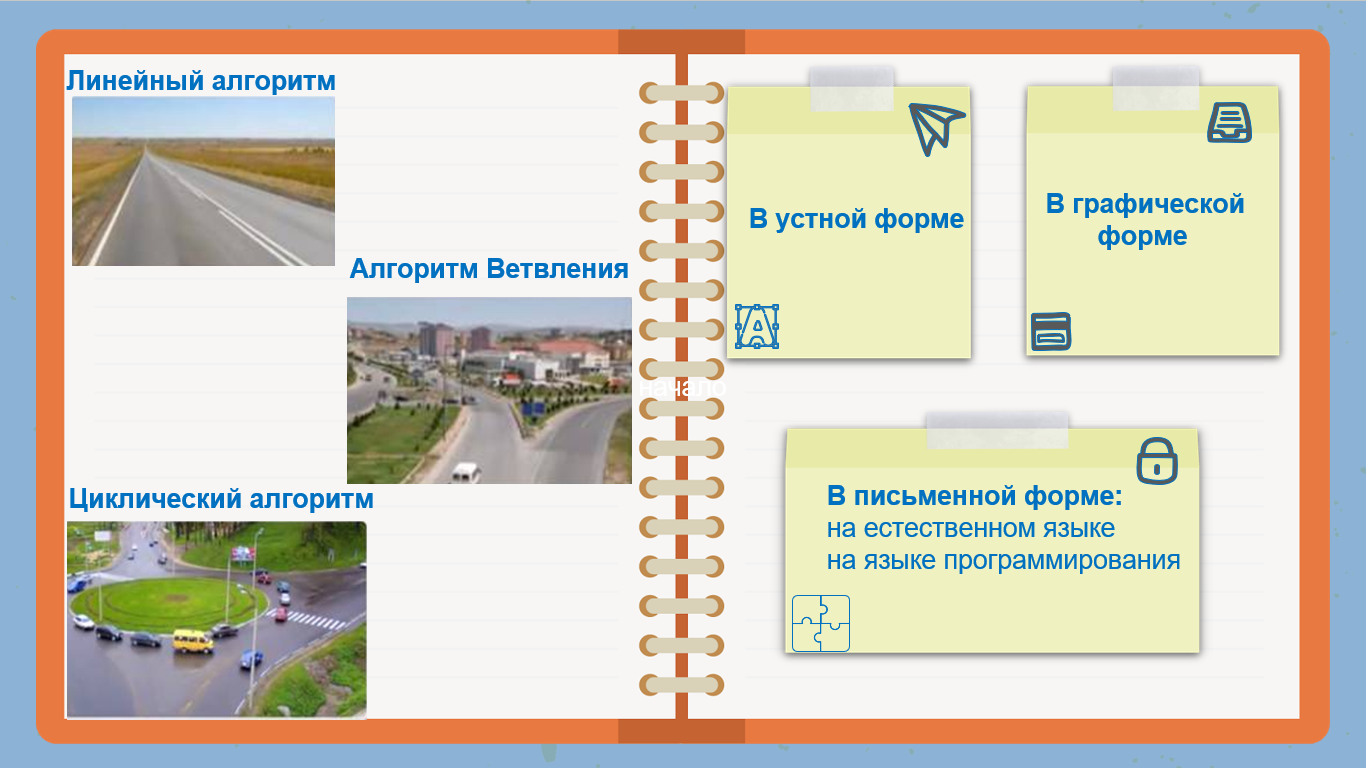 Линейный алгоритм
Алгоритм Ветвления
Циклический алгоритм
начало
В устной форме
В графической
форме
В письменной форме:
на естественном языке
на языке программирования